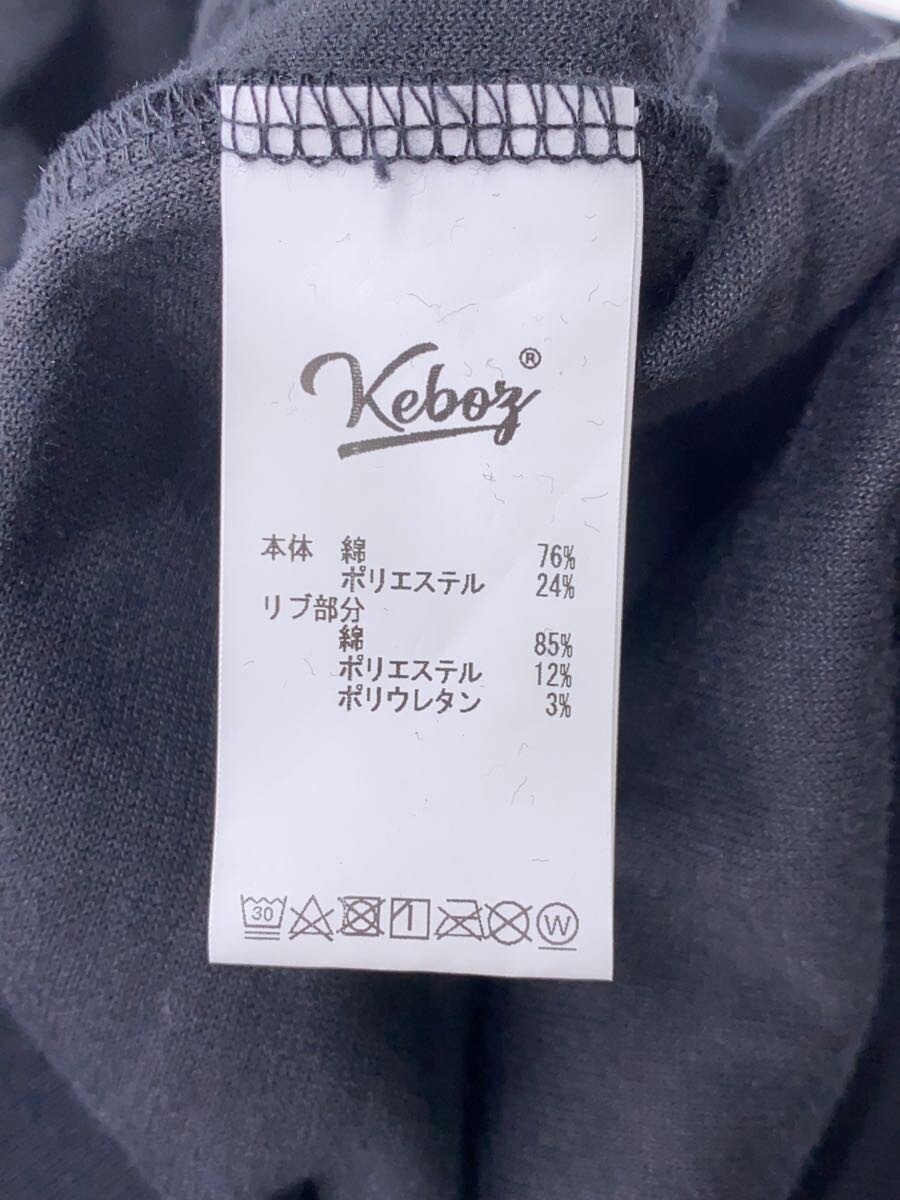 Keboz®
本体 綿 76%
ポリエステル 24%
リブ部分
綿 85%
ポリエステル 12%
ポリウレタン 3%
30 W